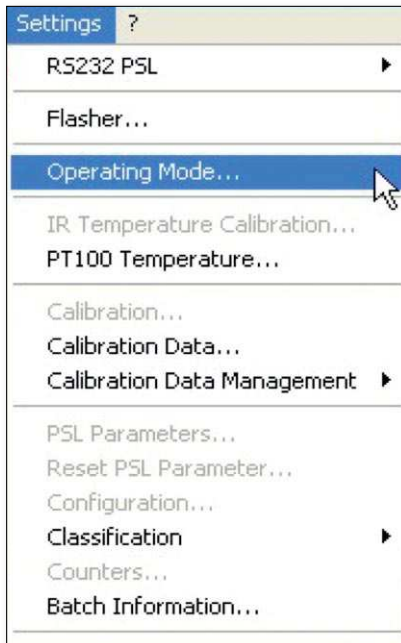 Settings ?
RS232 PSL
Flasher...
Operating Mode...
IR Temperature Calibration...
PT100 Temperature...
Calibration...
Calibration Data...
Calibration Data Management
PSL Parameters...
Reset PSL Parameter...
Configuration...
Classification
Counters...
Batch Information...